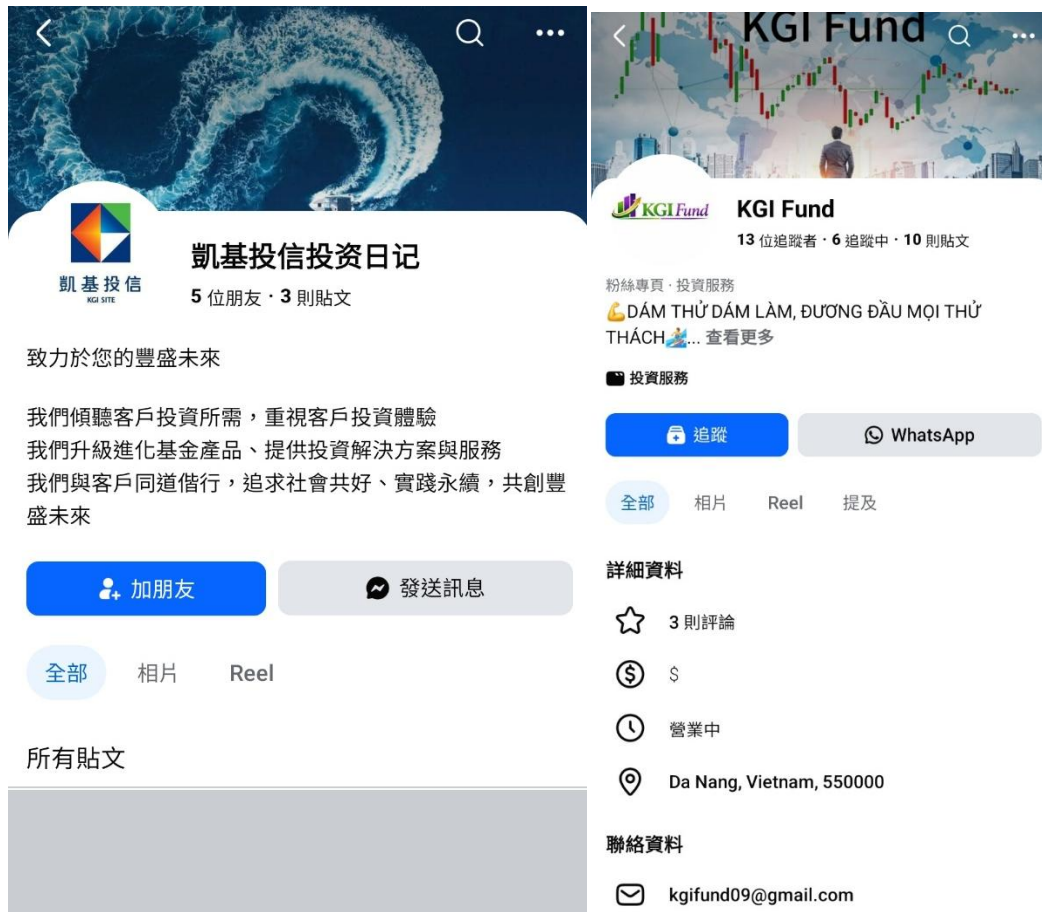 凱基投信
KGI SITE
凱基投信投资日记
5 位朋友 · 3 則貼文
致力於您的豐盛未來
我們傾聽客戶投資所需，重視客戶投資體驗
我們升級進化基金產品、提供投資解決方案與服務
我們與客戶同道偕行，追求社會共好、實踐永續，共創豐
盛未來
加朋友
發送訊息
全部
相片
Reel
所有貼文
KGI Fund
KGI Fund
KGI Fund
13 位追蹤者 · 6 追蹤中 · 10 則貼文
粉絲專頁 · 投資服務
💪DÁM THỬ DÁM LÀM, ĐƯƠNG ĐẦU MỌI THỬ
THÁCH🏄... 查看更多
投資服務
追蹤
WhatsApp
全部
相片
Reel
提及
詳細資料
3 則評論
$
營業中
Da Nang, Vietnam, 550000
聯絡資料
kgifund09@gmail.com